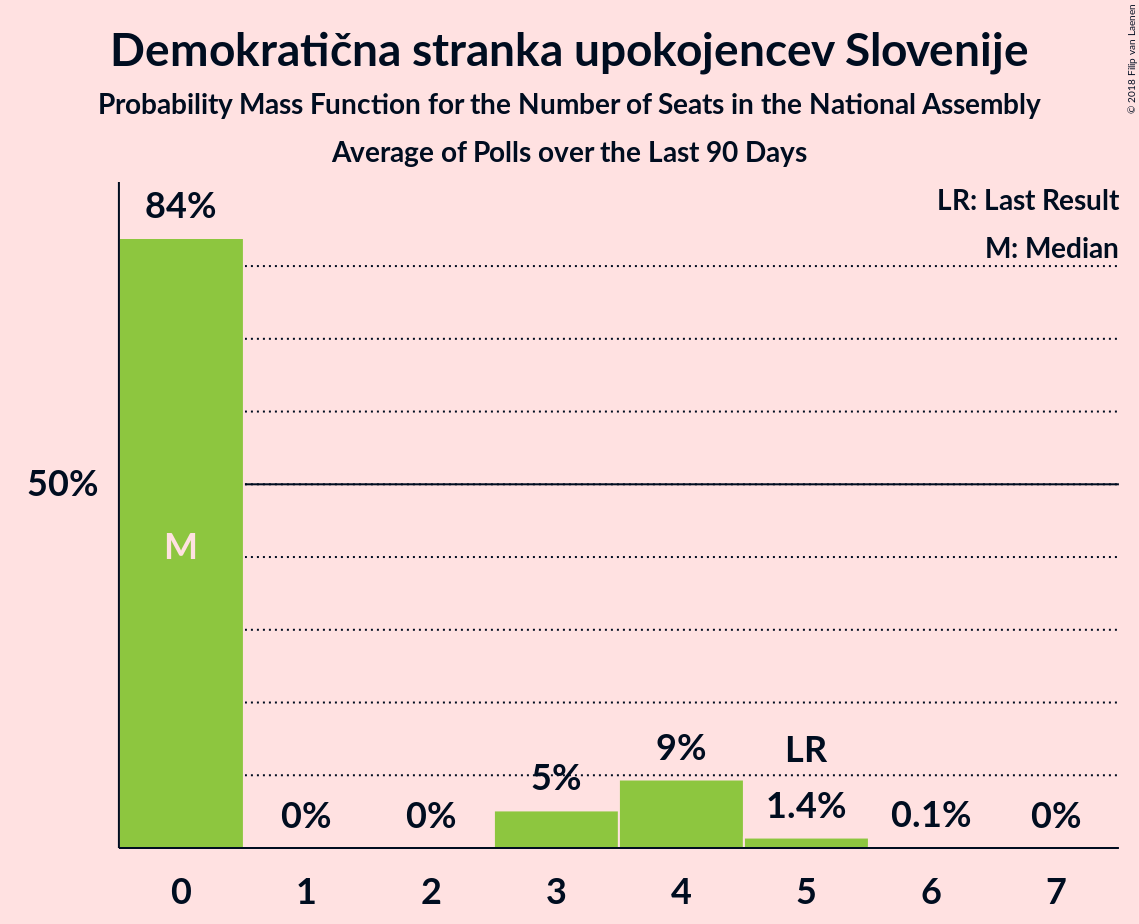 Demokratična stranka upokojencev Slovenije
Probability Mass Function for the Number of Seats in the National Assembly
Average of Polls over the Last 90 Days
© 2018 Filip van Laenen
LR: Last Result
M: Median
84%
50%
M
0%
0%
5%
9%
LR
1.4%
0.1%
0%
0
1
2
3
4
5
6
7